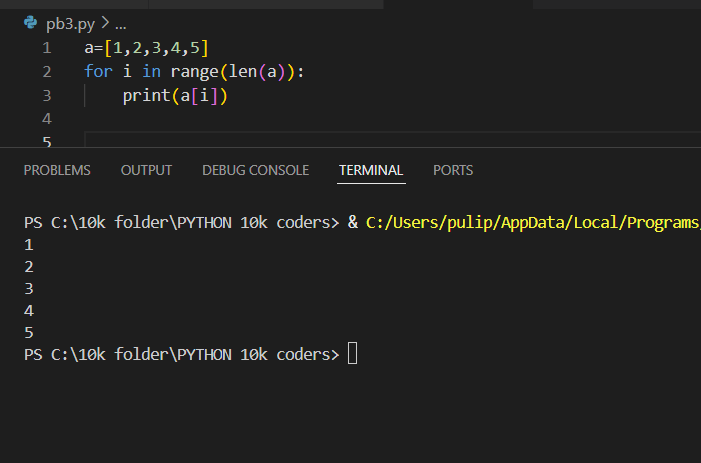 pb3.py > ...
1 a=[1,2,3,4,5]
2 for i in range(len(a)):
3     print(a[i])
4
5
PROBLEMS OUTPUT DEBUG CONSOLE TERMINAL PORTS
PS C:\10k folder\PYTHON 10k coders> & C:/Users/pulip/AppData/Local/Programs/
1
2
3
4
5
PS C:\10k folder\PYTHON 10k coders>